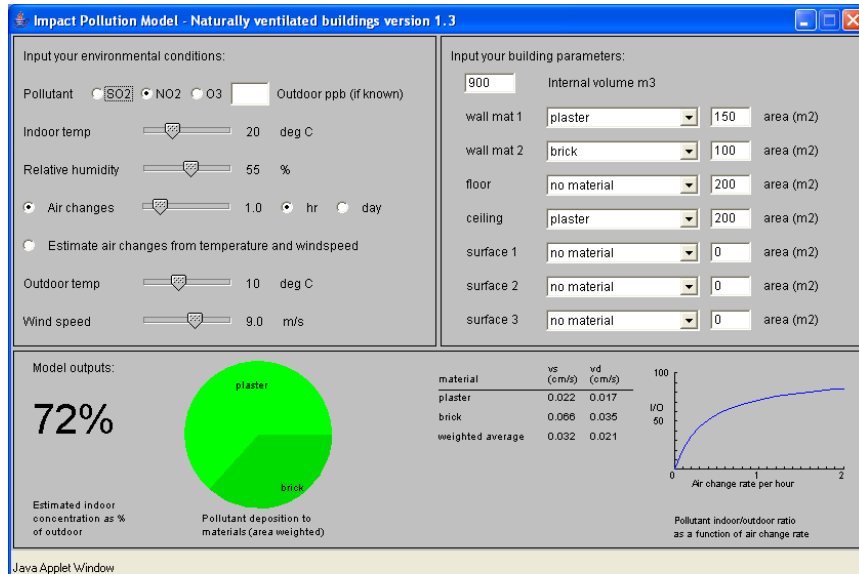 Impact Pollution Model - Naturally ventilated buildings version 1.3
Input your environmental conditions:
Pollutant SO2 NO2 O3 Outdoor ppb (if known)
Indoor temp 20 deg C
Relative humidity 55 %
Air changes 1.0 hr day
Estimate air changes from temperature and windspeed
Outdoor temp 10 deg C
Wind speed 9.0 m/s
Input your building parameters:
900 Internal volume m3
wall mat 1 plaster 150 area (m2)
wall mat 2 brick 100 area (m2)
floor no material 200 area (m2)
ceiling plaster 200 area (m2)
surface 1 no material 0 area (m2)
surface 2 no material 0 area (m2)
surface 3 no material 0 area (m2)
Model outputs:
72%
Estimated indoor
concentration as %
of outdoor
plaster
brick
Pollutant deposition to
materials (area weighted)
material vs (cm/s) vd (cm/s)
plaster 0.022 0.017
brick 0.066 0.035
weighted average 0.032 0.021
100
I/O
50
0 1 2
Air change rate per hour
Pollutant indoor/outdoor ratio
as a function of air change rate
Java Applet Window